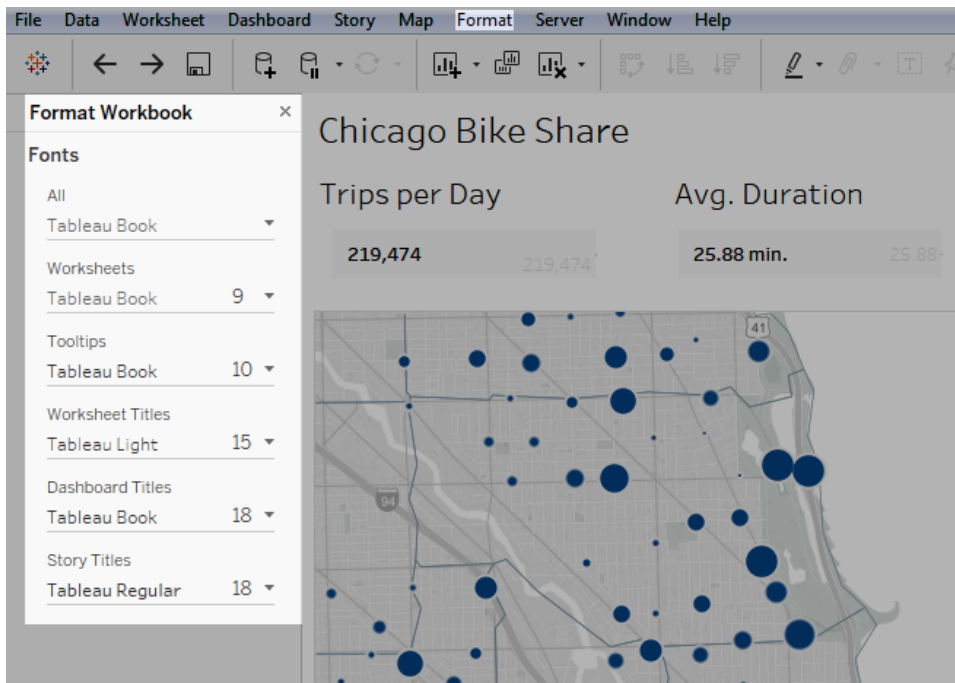 File Data Worksheet Dashboard Story Map Format Server Window Help
Format Workbook
Fonts
All
Tableau Book
Worksheets
Tableau Book 9
Tooltips
Tableau Book 10
Worksheet Titles
Tableau Light 15
Dashboard Titles
Tableau Book 18
Story Titles
Tableau Regular 18
Chicago Bike Share
Trips per Day
219,474
219,474
Avg. Duration
25.88 min.
25.88
41
94